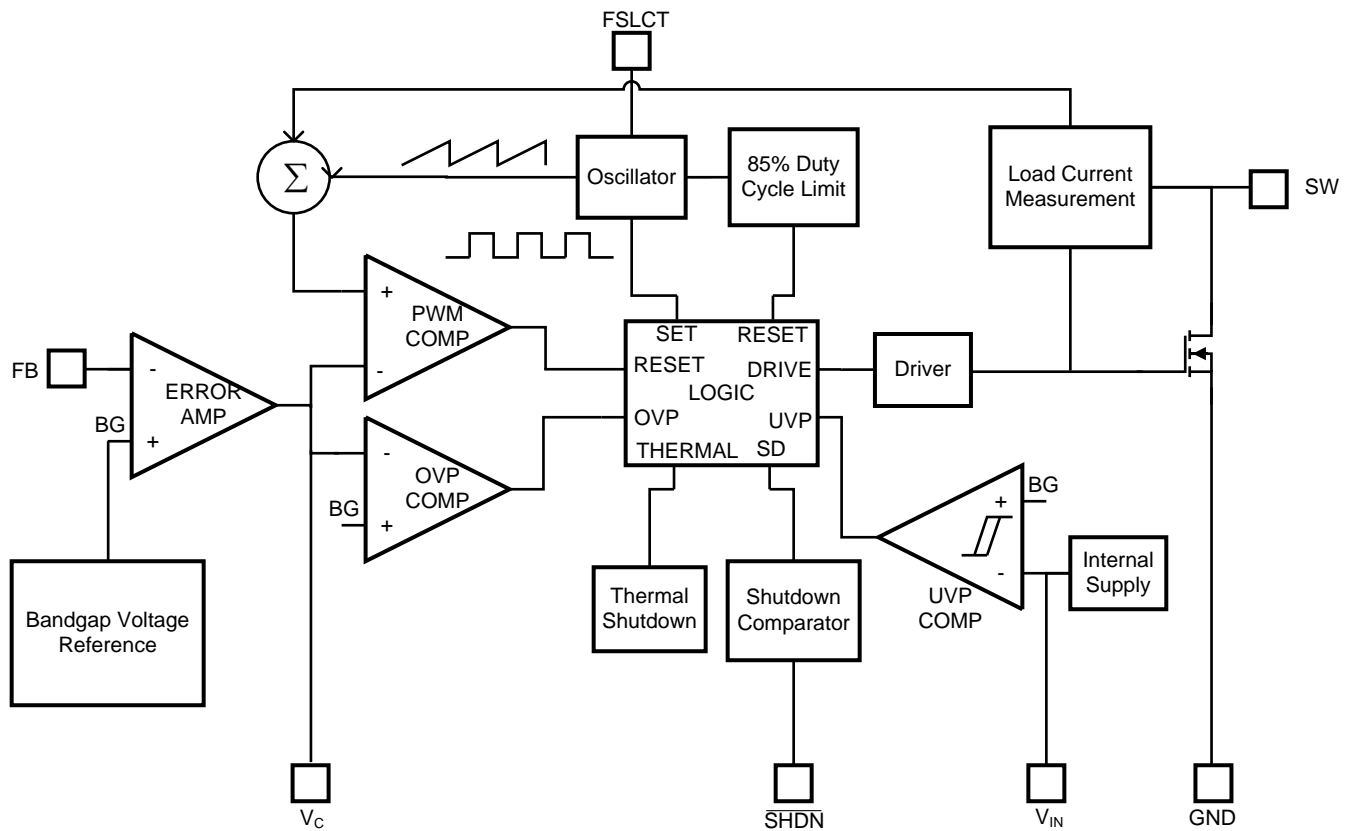 FSLCT
Σ
Oscillator
85% Duty
Cycle Limit
Load Current
Measurement
SW
+
PWM
COMP
-
SET
RESET
RESET
DRIVE
LOGIC
OVP
UVP
THERMAL
SD
Driver
FB
-
ERROR
AMP
BG
+
-
OVP
COMP
BG
+
BG
+
-
UVP
COMP
Internal
Supply
Bandgap Voltage
Reference
Thermal
Shutdown
Shutdown
Comparator
VC
SHDN
VIN
GND